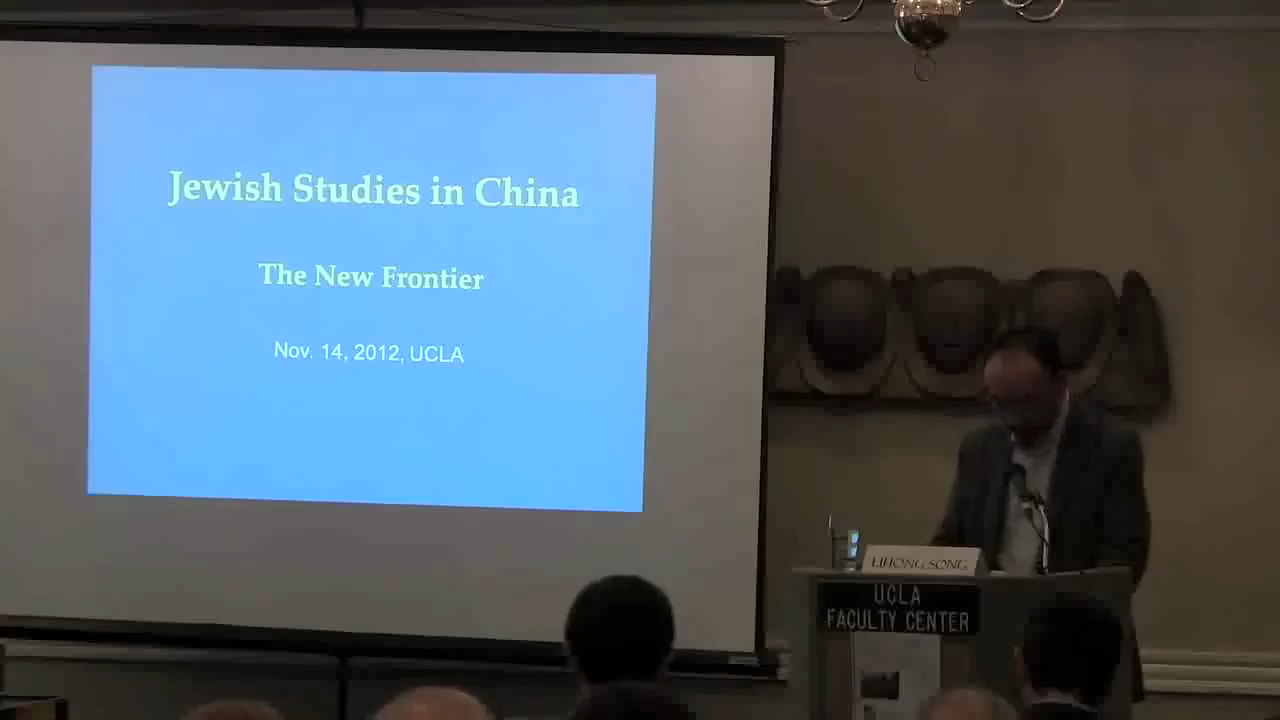 Jewish Studies in China
The New Frontier
Nov. 14, 2012, UCLA
LIHONG SONG
UCLA
FACULTY CENTER